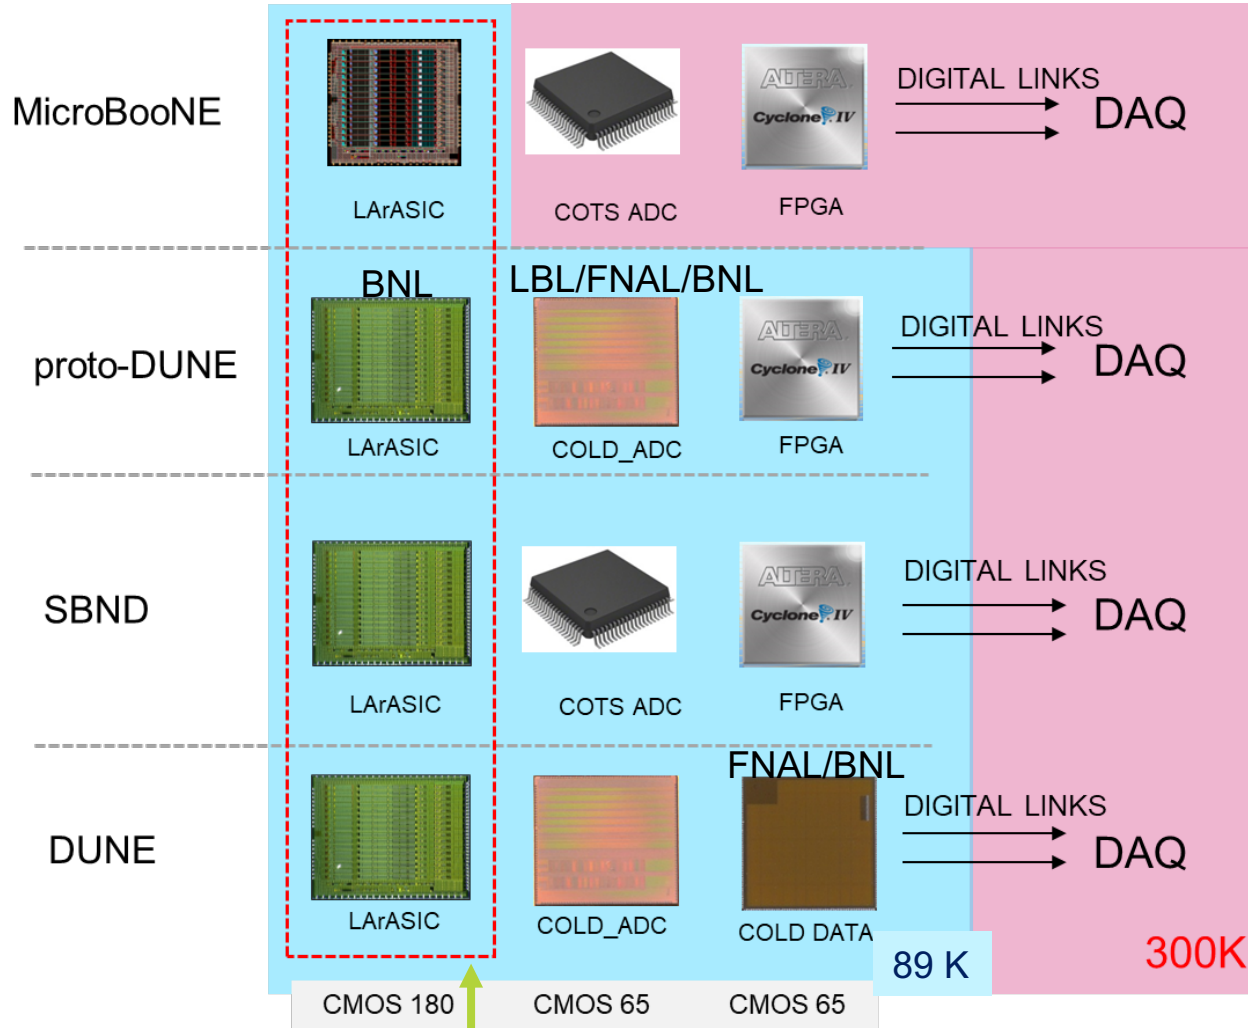 MicroBooNE
LArASIC
COTS ADC
ALTERA
Cyclone IV
FPGA
DIGITAL LINKS
DAQ
proto-DUNE
BNL
LArASIC
LBL/FNAL/BNL
COLD_ADC
ALTERA
Cyclone IV
FPGA
DIGITAL LINKS
DAQ
SBND
LArASIC
COTS ADC
ALTERA
Cyclone IV
FPGA
DIGITAL LINKS
DAQ
DUNE
LArASIC
COLD_ADC
FNAL/BNL
COLD DATA
DIGITAL LINKS
DAQ
89 K
300K
CMOS 180
CMOS 65
CMOS 65